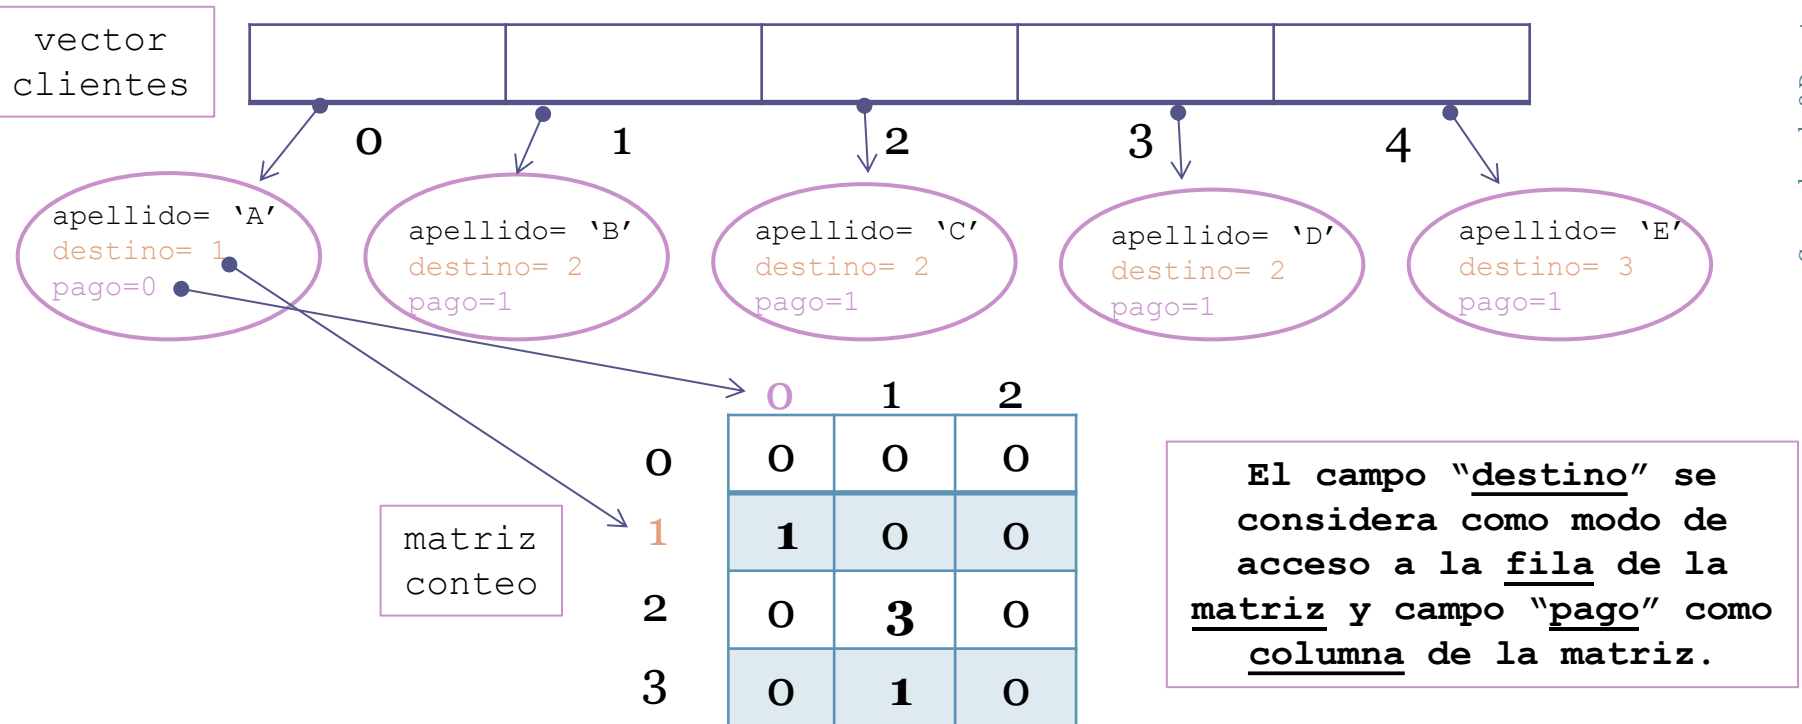 vector
clientes
0 1 2 3 4
apellido= ‘A’
destino= 1
pago=0
apellido= ‘B’
destino= 2
pago=1
apellido= ‘C’
destino= 2
pago=1
apellido= ‘D’
destino= 2
pago=1
apellido= ‘E’
destino= 3
pago=1
0 1 2
0 0 0 0
1 1 0 0
2 0 3 0
3 0 1 0
matriz
conteo
El campo “destino” se
considera como modo de
acceso a la fila de la
matriz y campo “pago” como
columna de la matriz.